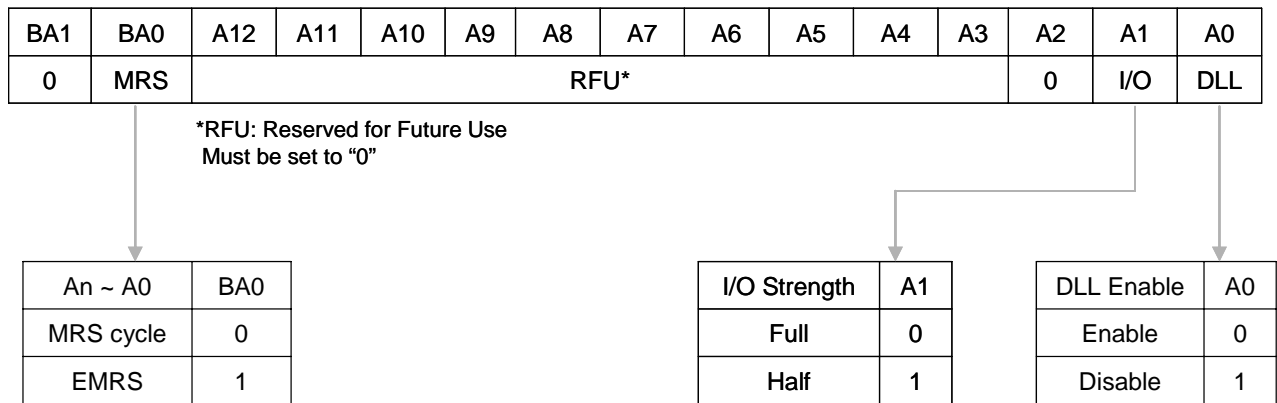 BA1 BA0 A12 A11 A10 A9 A8 A7 A6 A5 A4 A3 A2 A1 A0
0 MRS RFU* 0 I/O DLL
*RFU: Reserved for Future Use
Must be set to “0”
An ~ A0 BA0
MRS cycle 0
EMRS 1
I/O Strength A1
Full 0
Half 1
DLL Enable A0
Enable 0
Disable 1